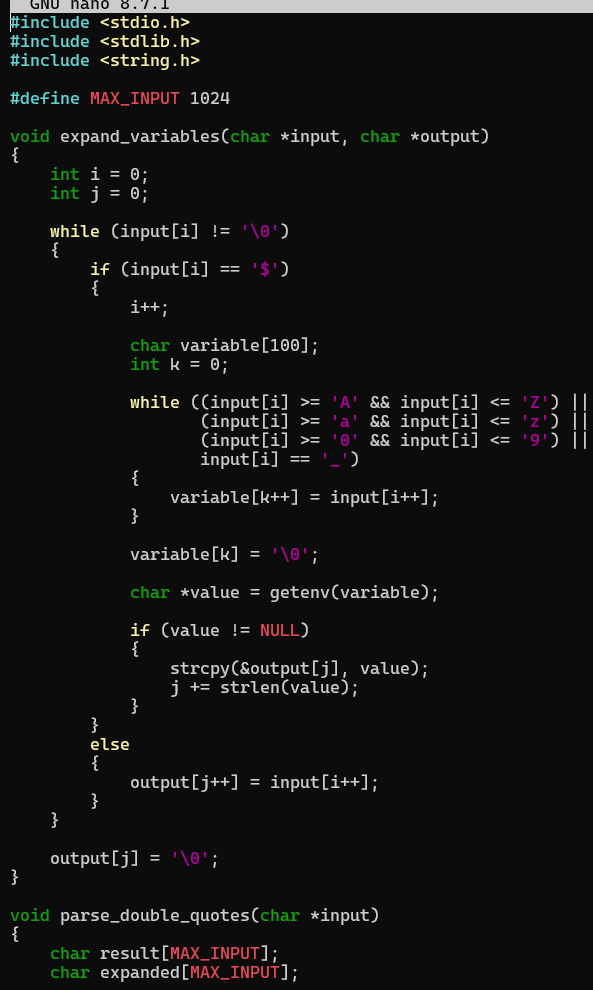 GNU nano 8.7.1
#include <stdio.h>
#include <stdlib.h>
#include <string.h>

#define MAX_INPUT 1024

void expand_variables(char *input, char *output)
{
    int i = 0;
    int j = 0;

    while (input[i] != '\0')
    {
        if (input[i] == '$')
        {
            i++;

            char variable[100];
            int k = 0;

            while ((input[i] >= 'A' && input[i] <= 'Z') ||
                   (input[i] >= 'a' && input[i] <= 'z') ||
                   (input[i] >= '0' && input[i] <= '9') ||
                   input[i] == '_')
            {
                variable[k++] = input[i++];
            }

            variable[k] = '\0';

            char *value = getenv(variable);

            if (value != NULL)
            {
                strcpy(&output[j], value);
                j += strlen(value);
            }
        }
        else
        {
            output[j++] = input[i++];
        }
    }

    output[j] = '\0';
}

void parse_double_quotes(char *input)
{
    char result[MAX_INPUT];
    char expanded[MAX_INPUT];